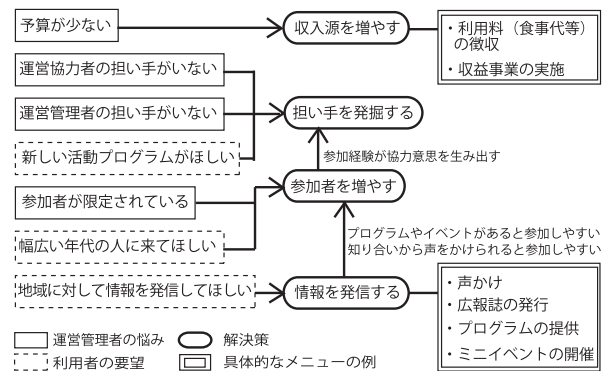 予算が少ない
収入源を増やす
・利用料（食事代等）
の徴収
・収益事業の実施
運営協力者の担い手がいない
運営管理者の担い手がいない
担い手を発掘する
新しい活動プログラムがほしい
参加経験が協力意思を生み出す
参加者が限定されている
参加者を増やす
幅広い年代の人に来てほしい
プログラムやイベントがあると参加しやすい
知り合いから声をかけられると参加しやすい
地域に対して情報を発信してほしい
情報を発信する
・声かけ
・広報誌の発行
・プログラムの提供
・ミニイベントの開催
運営管理者の悩み
解決策
利用者の要望
具体的なメニューの例